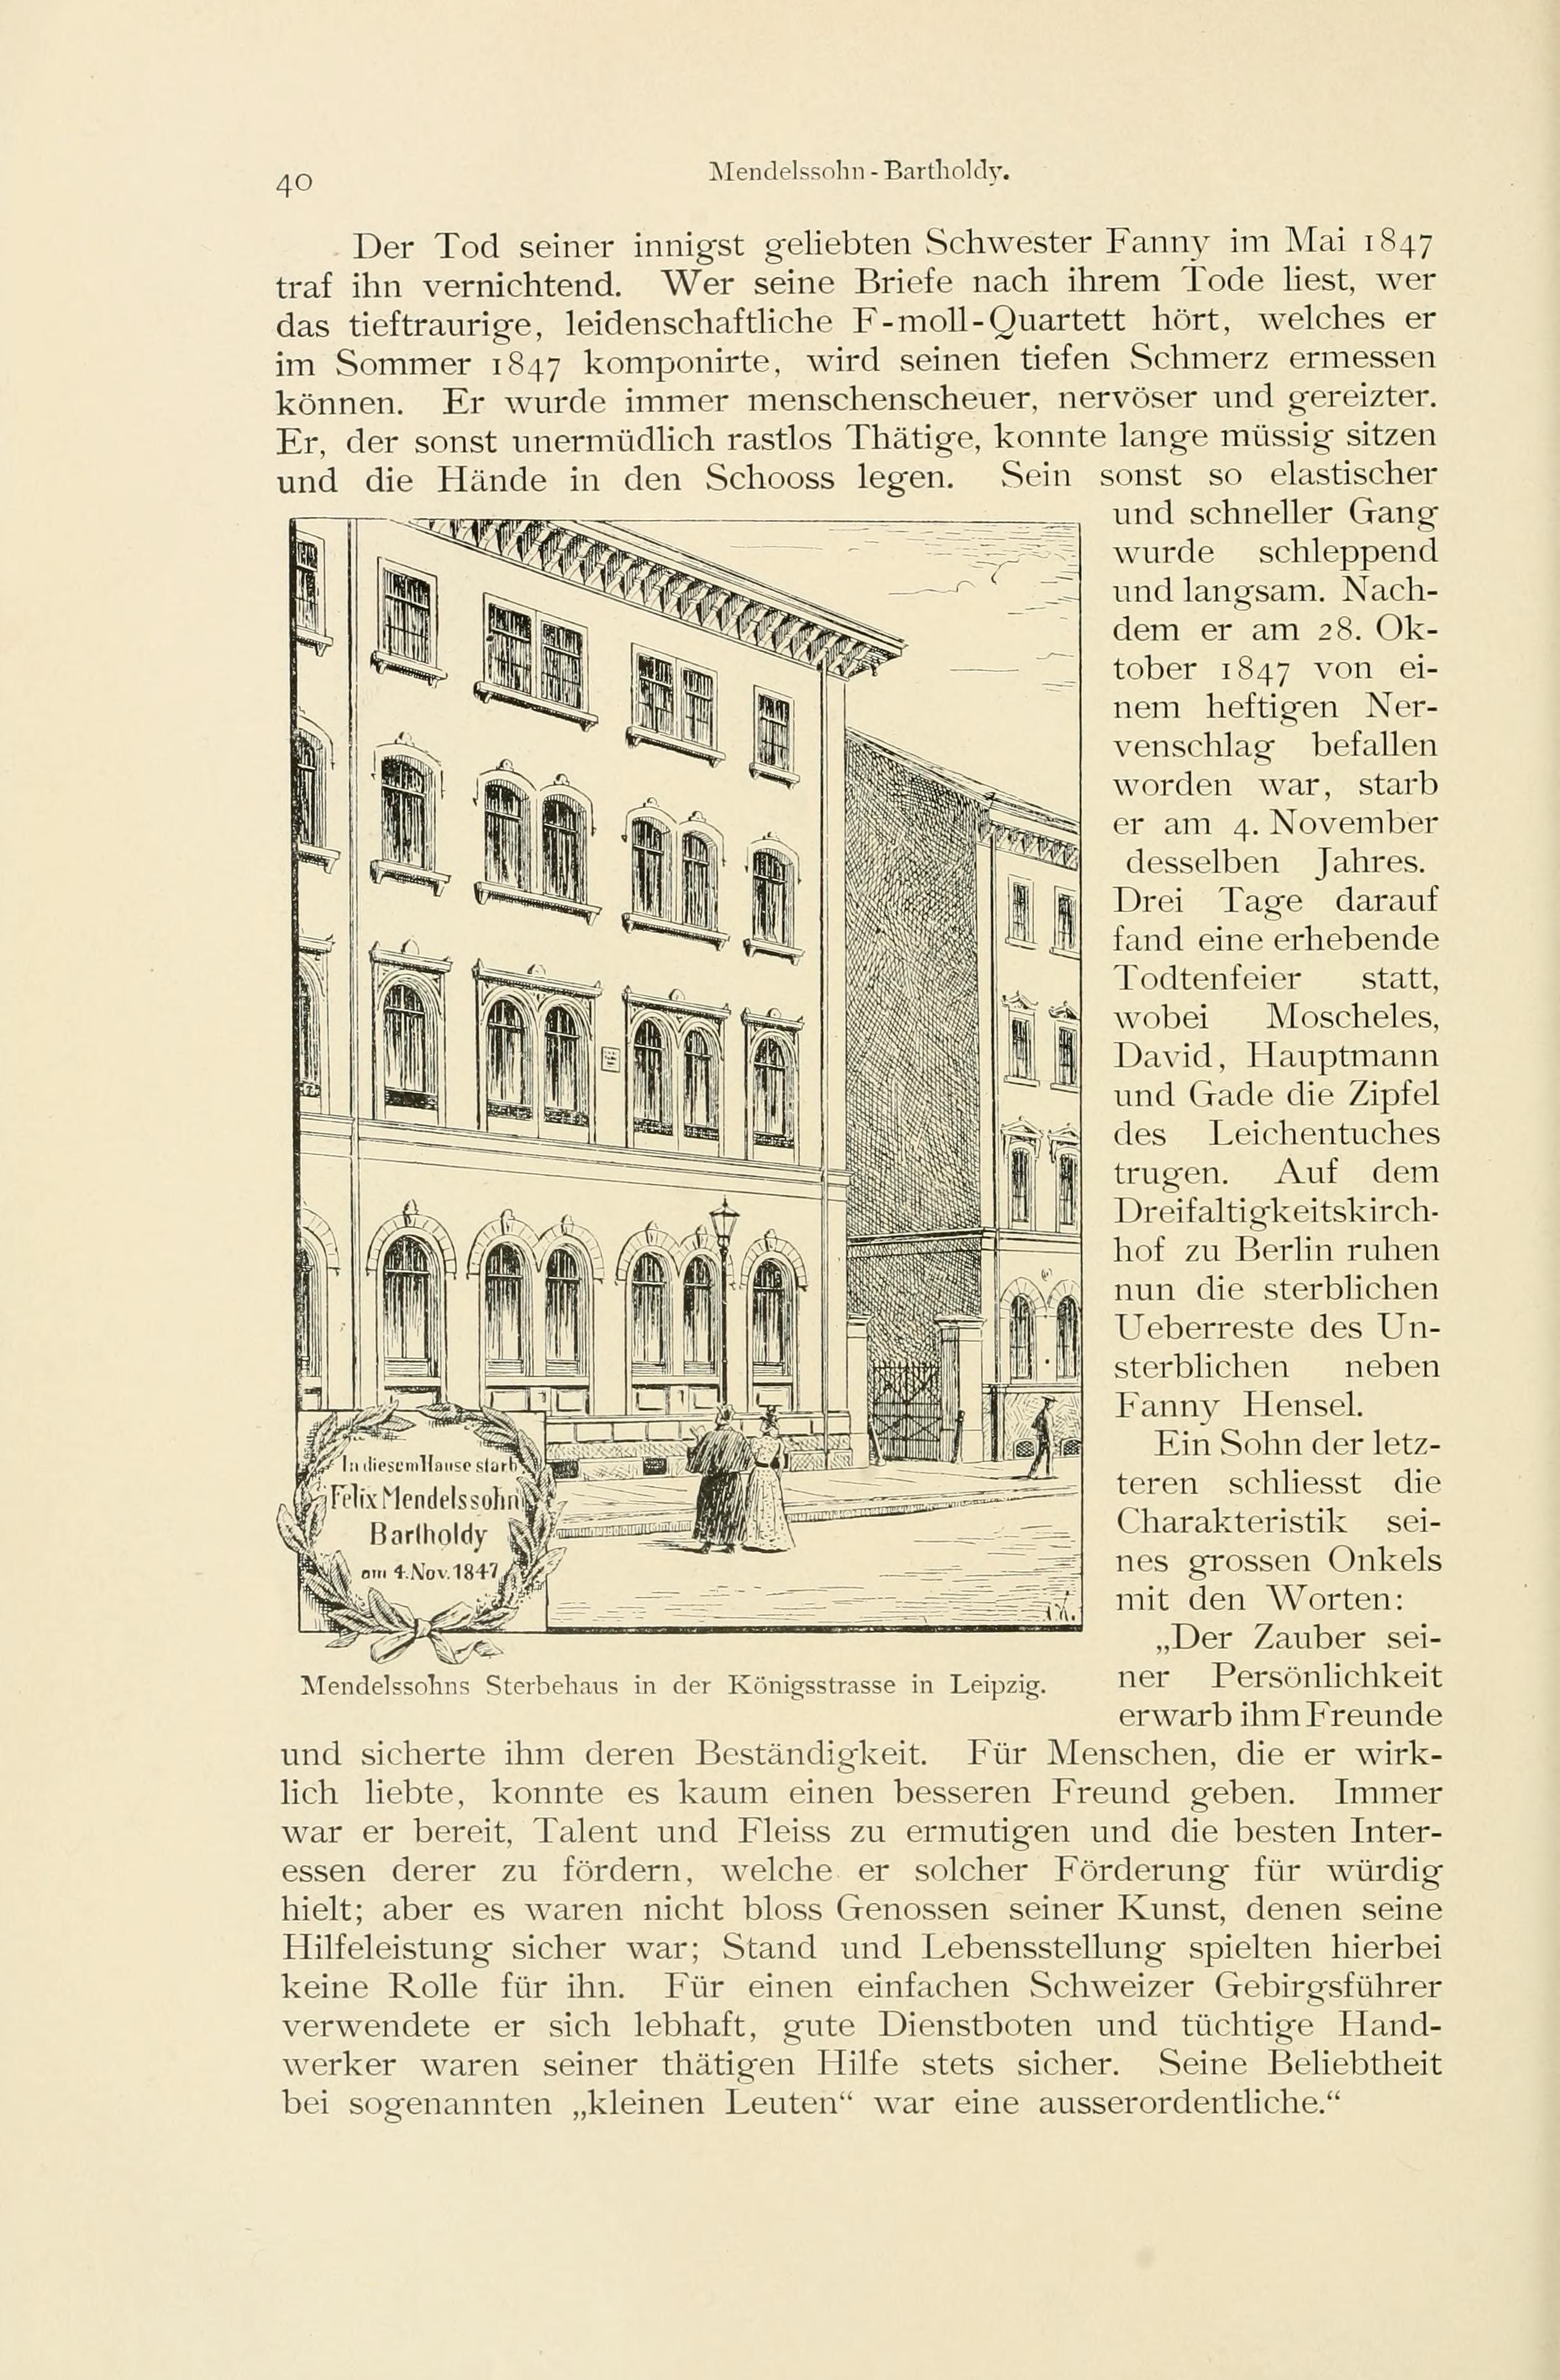 40
Mendelssohn-Bartholdy.
Der Tod seiner innigst geliebten Schwester Fanny im Mai 1847
traf ihn vernichtend. Wer seine Briefe nach ihrem Tode liest, wer
das tieftraurige, leidenschaftliche F-moll-Quartett hört, welches er
im Sommer 1847 komponirte, wird seinen tiefen Schmerz ermessen
können. Er wurde immer menschenscheuer, nervöser und gereizter.
Er, der sonst unermüdlich rastlos Thätige, konnte lange müssig sitzen
und die Hände in den Schooss legen. Sein sonst so elastischer
und schneller Gang
wurde schleppend
und langsam. Nach-
dem er am 28. Ok-
tober 1847 von ei-
nem heftigen Ner-
venschlag befallen
worden war, starb
er am 4. November
desselben Jahres.
Drei Tage darauf
fand eine erhebende
Todtenfeier statt,
wobei Moscheles,
David, Hauptmann
und Gade die Zipfel
des Leichentuches
trugen. Auf dem
Dreifaltigkeitskirch-
hof zu Berlin ruhen
nun die sterblichen
Ueberreste des Un-
sterblichen neben
Fanny Hensel.
Ein Sohn der letz-
teren schliesst die
Charakteristik sei-
nes grossen Onkels
mit den Worten:
„Der Zauber sei-
ner Persönlichkeit
erwarb ihm Freunde
In diesem Hause starb
Felix Mendelssohn
Bartholdy
am 4. Nov. 1847
Mendelssohns Sterbehaus in der Königsstrasse in Leipzig.
und sicherte ihm deren Beständigkeit. Für Menschen, die er wirk-
lich liebte, konnte es kaum einen besseren Freund geben. Immer
war er bereit, Talent und Fleiss zu ermutigen und die besten Inter-
essen derer zu fördern, welche er solcher Förderung für würdig
hielt; aber es waren nicht bloss Genossen seiner Kunst, denen seine
Hilfeleistung sicher war; Stand und Lebensstellung spielten hierbei
keine Rolle für ihn. Für einen einfachen Schweizer Gebirgsführer
verwendete er sich lebhaft, gute Dienstboten und tüchtige Hand-
werker waren seiner thätigen Hilfe stets sicher. Seine Beliebtheit
bei sogenannten „kleinen Leuten“ war eine ausserordentliche.“